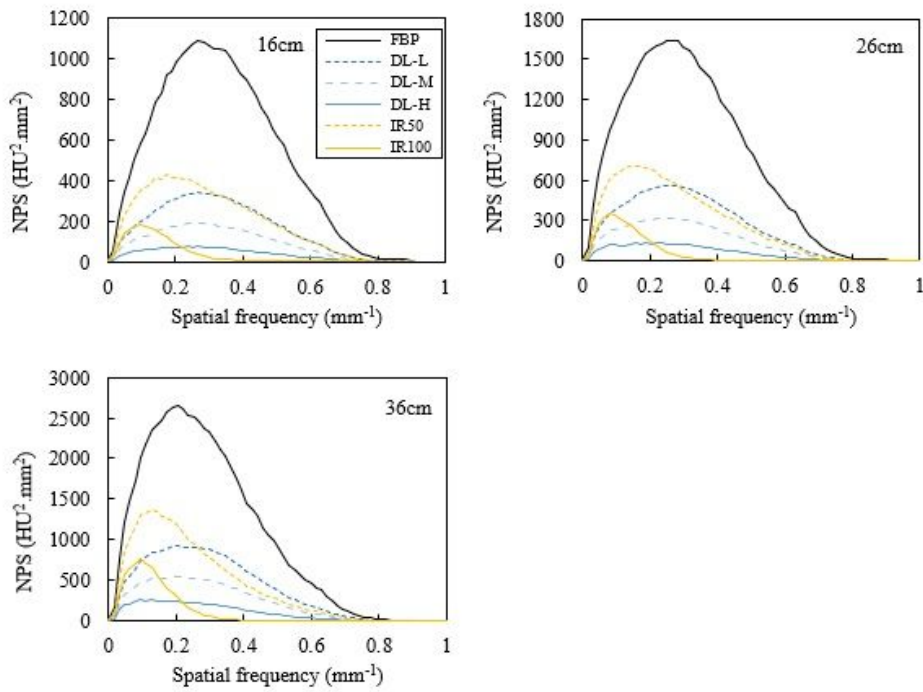 1200
1000
800
600
400
200
0
NPS (HU².mm²)
16cm
FBP
DL-L
DL-M
DL-H
IR50
IR100
0 0.2 0.4 0.6 0.8 1
Spatial frequency (mm⁻¹)
1800
1500
1200
900
600
300
0
NPS (HU².mm²)
26cm
0 0.2 0.4 0.6 0.8 1
Spatial frequency (mm⁻¹)
3000
2500
2000
1500
1000
500
0
NPS (HU².mm²)
36cm
0 0.2 0.4 0.6 0.8 1
Spatial frequency (mm⁻¹)